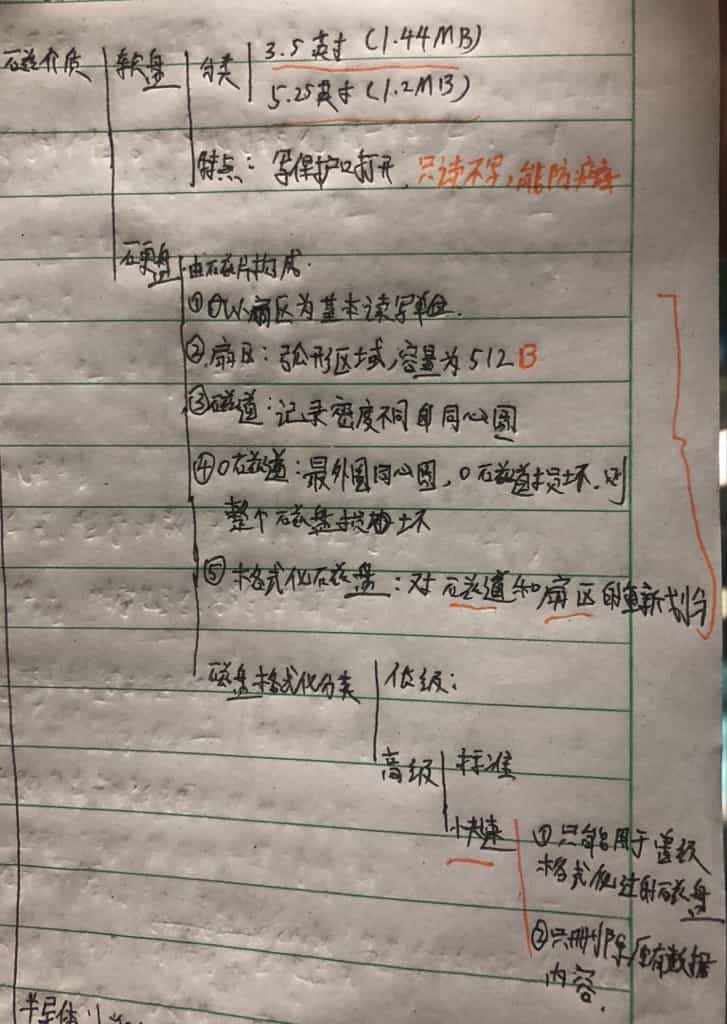 磁介质 软盘 分类 3.5英寸 (1.44MB)
5.25英寸 (1.2MB)
特点：写保护口打开，只读不写，能防病毒
硬盘 由磁盘片构成.
①以扇区为基本读写单位.
②扇区：弧形区域，容量为512B
③磁道：记录密度不同的同心圆
④0磁道：最外围同心圆，0磁道损坏，则
整个磁盘损坏
⑤格式化磁盘：对磁道和扇区的重新划分
磁盘格式化分类 低级：
高级 标准
快速 ①只能用于曾被
格式化过的磁盘
②只删除原有数据
内容.
半导体